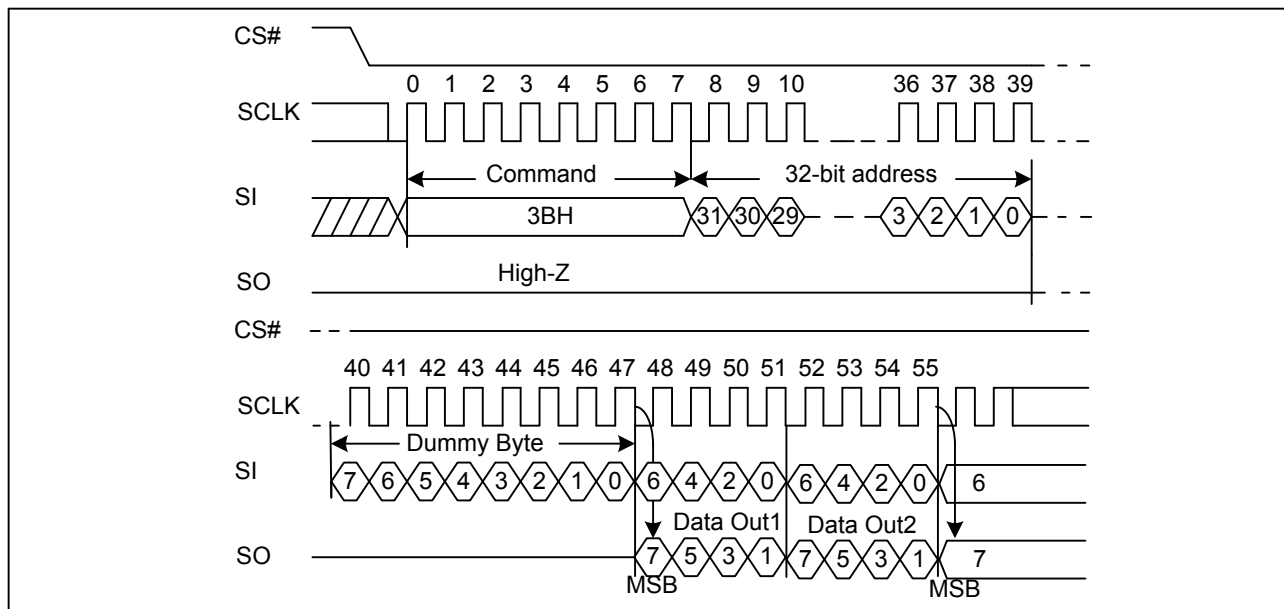 CS#
0 1 2 3 4 5 6 7 8 9 10 36 37 38 39
SCLK
Command 32-bit address
SI
3BH 31 30 29 3 2 1 0
High-Z
SO
CS#
40 41 42 43 44 45 46 47 48 49 50 51 52 53 54 55
SCLK
Dummy Byte
SI
7 6 5 4 3 2 1 0 6 4 2 0 6 4 2 0 6
Data Out1 Data Out2
SO
7 5 3 1 7 5 3 1 7
MSB MSB